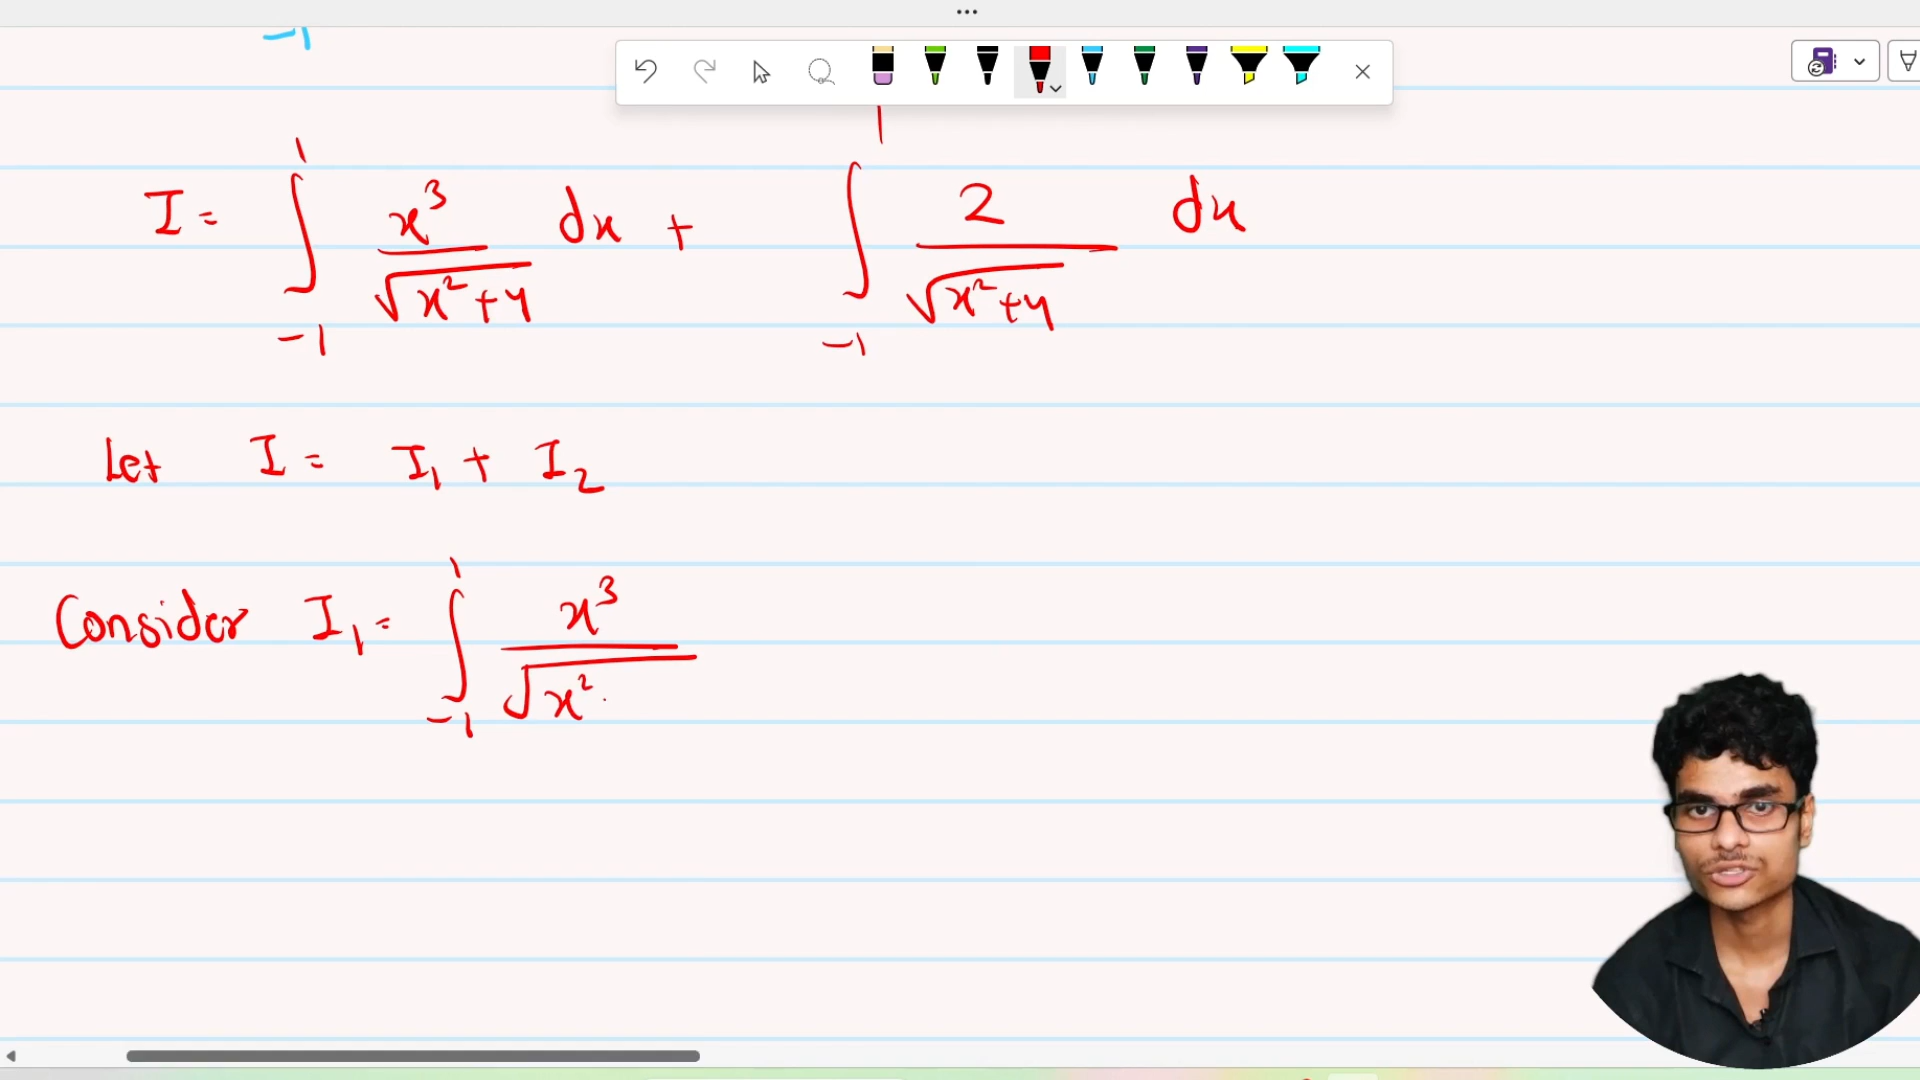 -1
I = ∫_{-1}^{1} x³/√(x²+4) dx + ∫_{-1}^{1} 2/√(x²+4) dx
Let I = I₁ + I₂
Consider I₁ = ∫_{-1}^{1} x³/√(x²